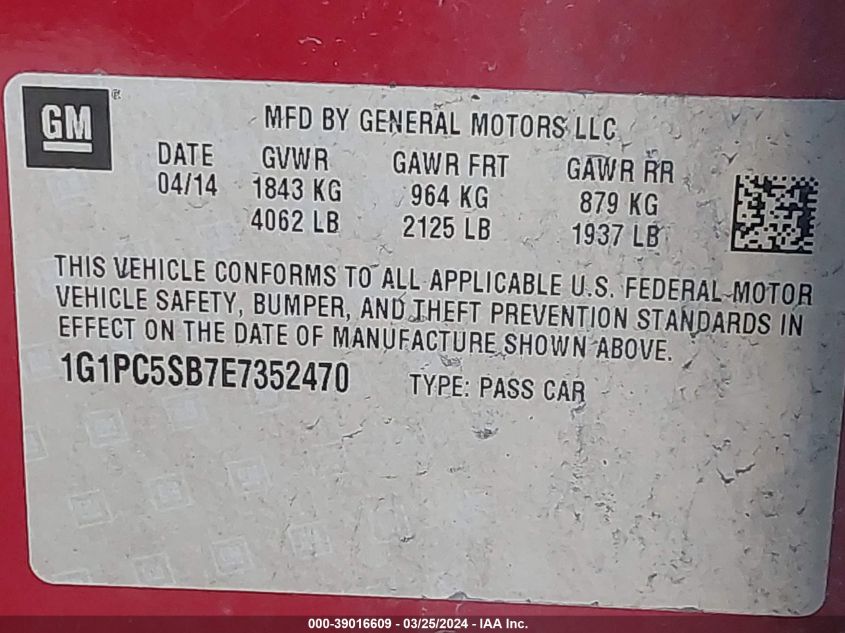 GM
MFD BY GENERAL MOTORS LLC
DATE GVWR GAWR FRT GAWR RR
04/14 1843 KG 964 KG 879 KG
4062 LB 2125 LB 1937 LB
THIS VEHICLE CONFORMS TO ALL APPLICABLE U.S. FEDERAL MOTOR
VEHICLE SAFETY, BUMPER, AND THEFT PREVENTION STANDARDS IN
EFFECT ON THE DATE OF MANUFACTURE SHOWN ABOVE.
1G1PC5SB7E7352470 TYPE: PASS CAR
000-39016609 - 03/25/2024 - IAA Inc.